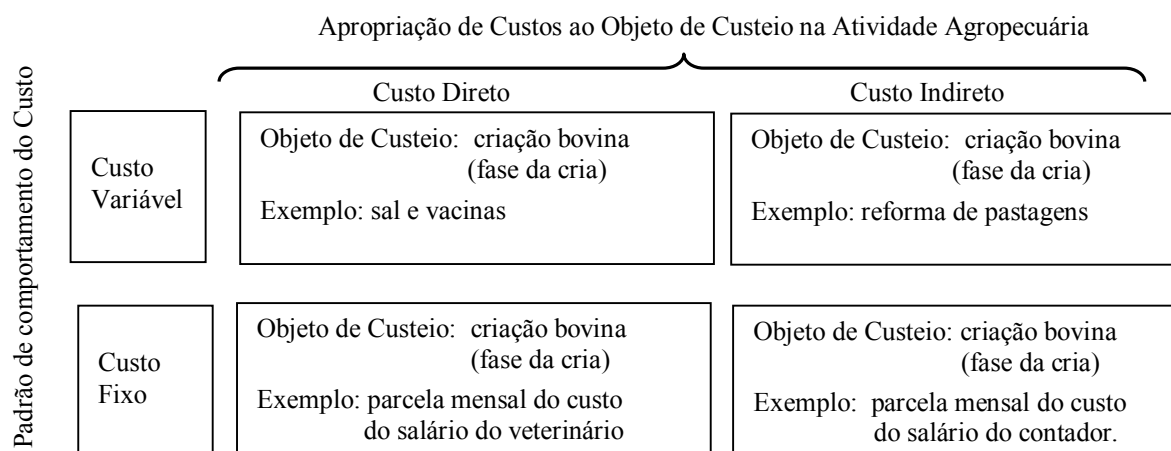 Apropriação de Custos ao Objeto de Custeio na Atividade Agropecuária
Padrão de comportamento do Custo
Custo Direto
Custo Indireto
Custo
Variável
Objeto de Custeio: criação bovina
(fase da cria)
Exemplo: sal e vacinas
Objeto de Custeio: criação bovina
(fase da cria)
Exemplo: reforma de pastagens
Custo
Fixo
Objeto de Custeio: criação bovina
(fase da cria)
Exemplo: parcela mensal do custo
do salário do veterinário
Objeto de Custeio: criação bovina
(fase da cria)
Exemplo: parcela mensal do custo
do salário do contador.